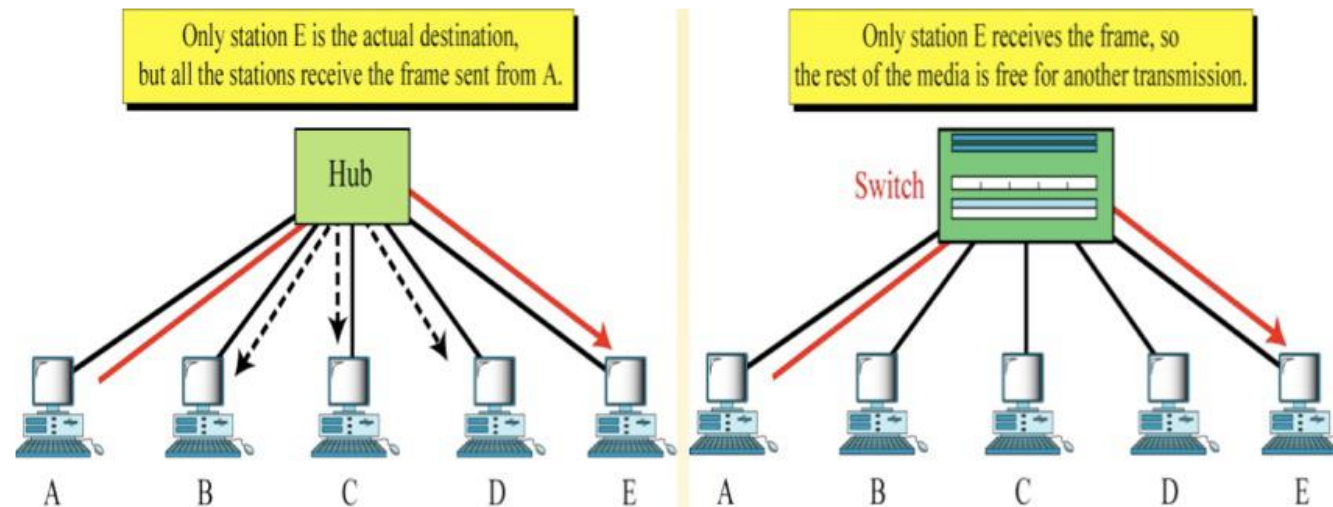 Only station E is the actual destination,
but all the stations receive the frame sent from A.
Hub
A B C D E
Only station E receives the frame, so
the rest of the media is free for another transmission.
Switch
A B C D E